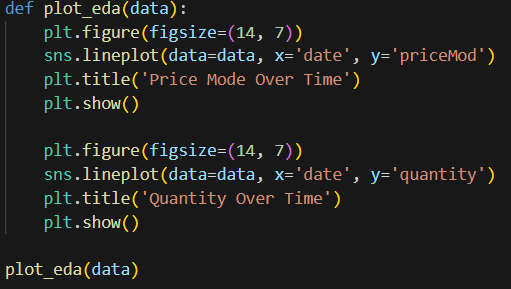 def plot_eda(data):
    plt.figure(figsize=(14, 7))
    sns.lineplot(data=data, x='date', y='priceMod')
    plt.title('Price Mode Over Time')
    plt.show()

    plt.figure(figsize=(14, 7))
    sns.lineplot(data=data, x='date', y='quantity')
    plt.title('Quantity Over Time')
    plt.show()

plot_eda(data)